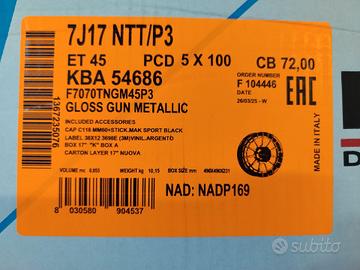 7J17 NTT/P3
ET 45 PCD 5 X 100 CB 72,00
KBA 54686
F7070TNGM45P3
GLOSS GUN METALLIC
ORDER NUMBER
F 104446
DATE
26/03/25 - W
EAC
MADE IN ITALY
INCLUDED ACCESSORIES
CAP C118 MM60+STICK.MAK SPORT BLACK
LABEL 38X12 3698E (3M)VINIL.ARGENTO
BOX 17" "K" BOX A
CARTON LAYER 17" NUOVA
VOLUME mc. 0,053
WEIGHT Kg. 10,15
BOX SIZE mm
NAD: NADP169
8 030580 904537
subito